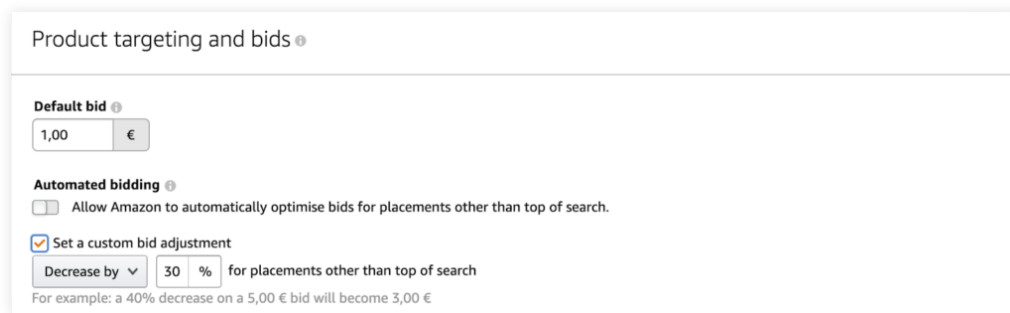 Product targeting and bids
Default bid
1,00 €
Automated bidding
Allow Amazon to automatically optimise bids for placements other than top of search.
Set a custom bid adjustment
Decrease by 30 % for placements other than top of search
For example: a 40% decrease on a 5,00 € bid will become 3,00 €